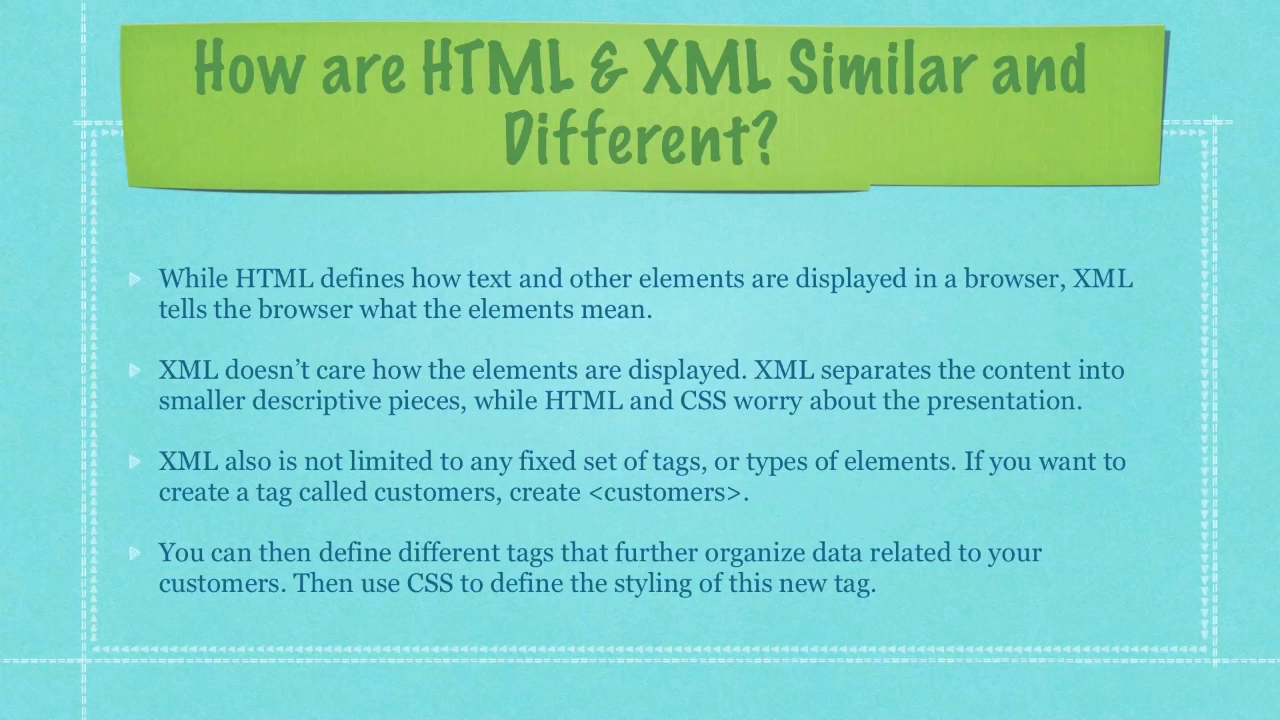 How are HTML & XML Similar and
Different?
While HTML defines how text and other elements are displayed in a browser, XML
tells the browser what the elements mean.
XML doesn’t care how the elements are displayed. XML separates the content into
smaller descriptive pieces, while HTML and CSS worry about the presentation.
XML also is not limited to any fixed set of tags, or types of elements. If you want to
create a tag called customers, create <customers>.
You can then define different tags that further organize data related to your
customers. Then use CSS to define the styling of this new tag.